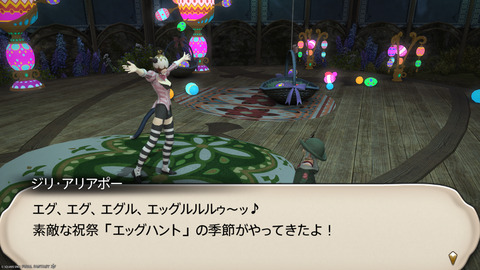 ジリ・アリアポー
エグ、エグ、エグル、エッグルルルゥ～ッ♪
素敵な祝祭「エッグハント」の季節がやってきたよ！